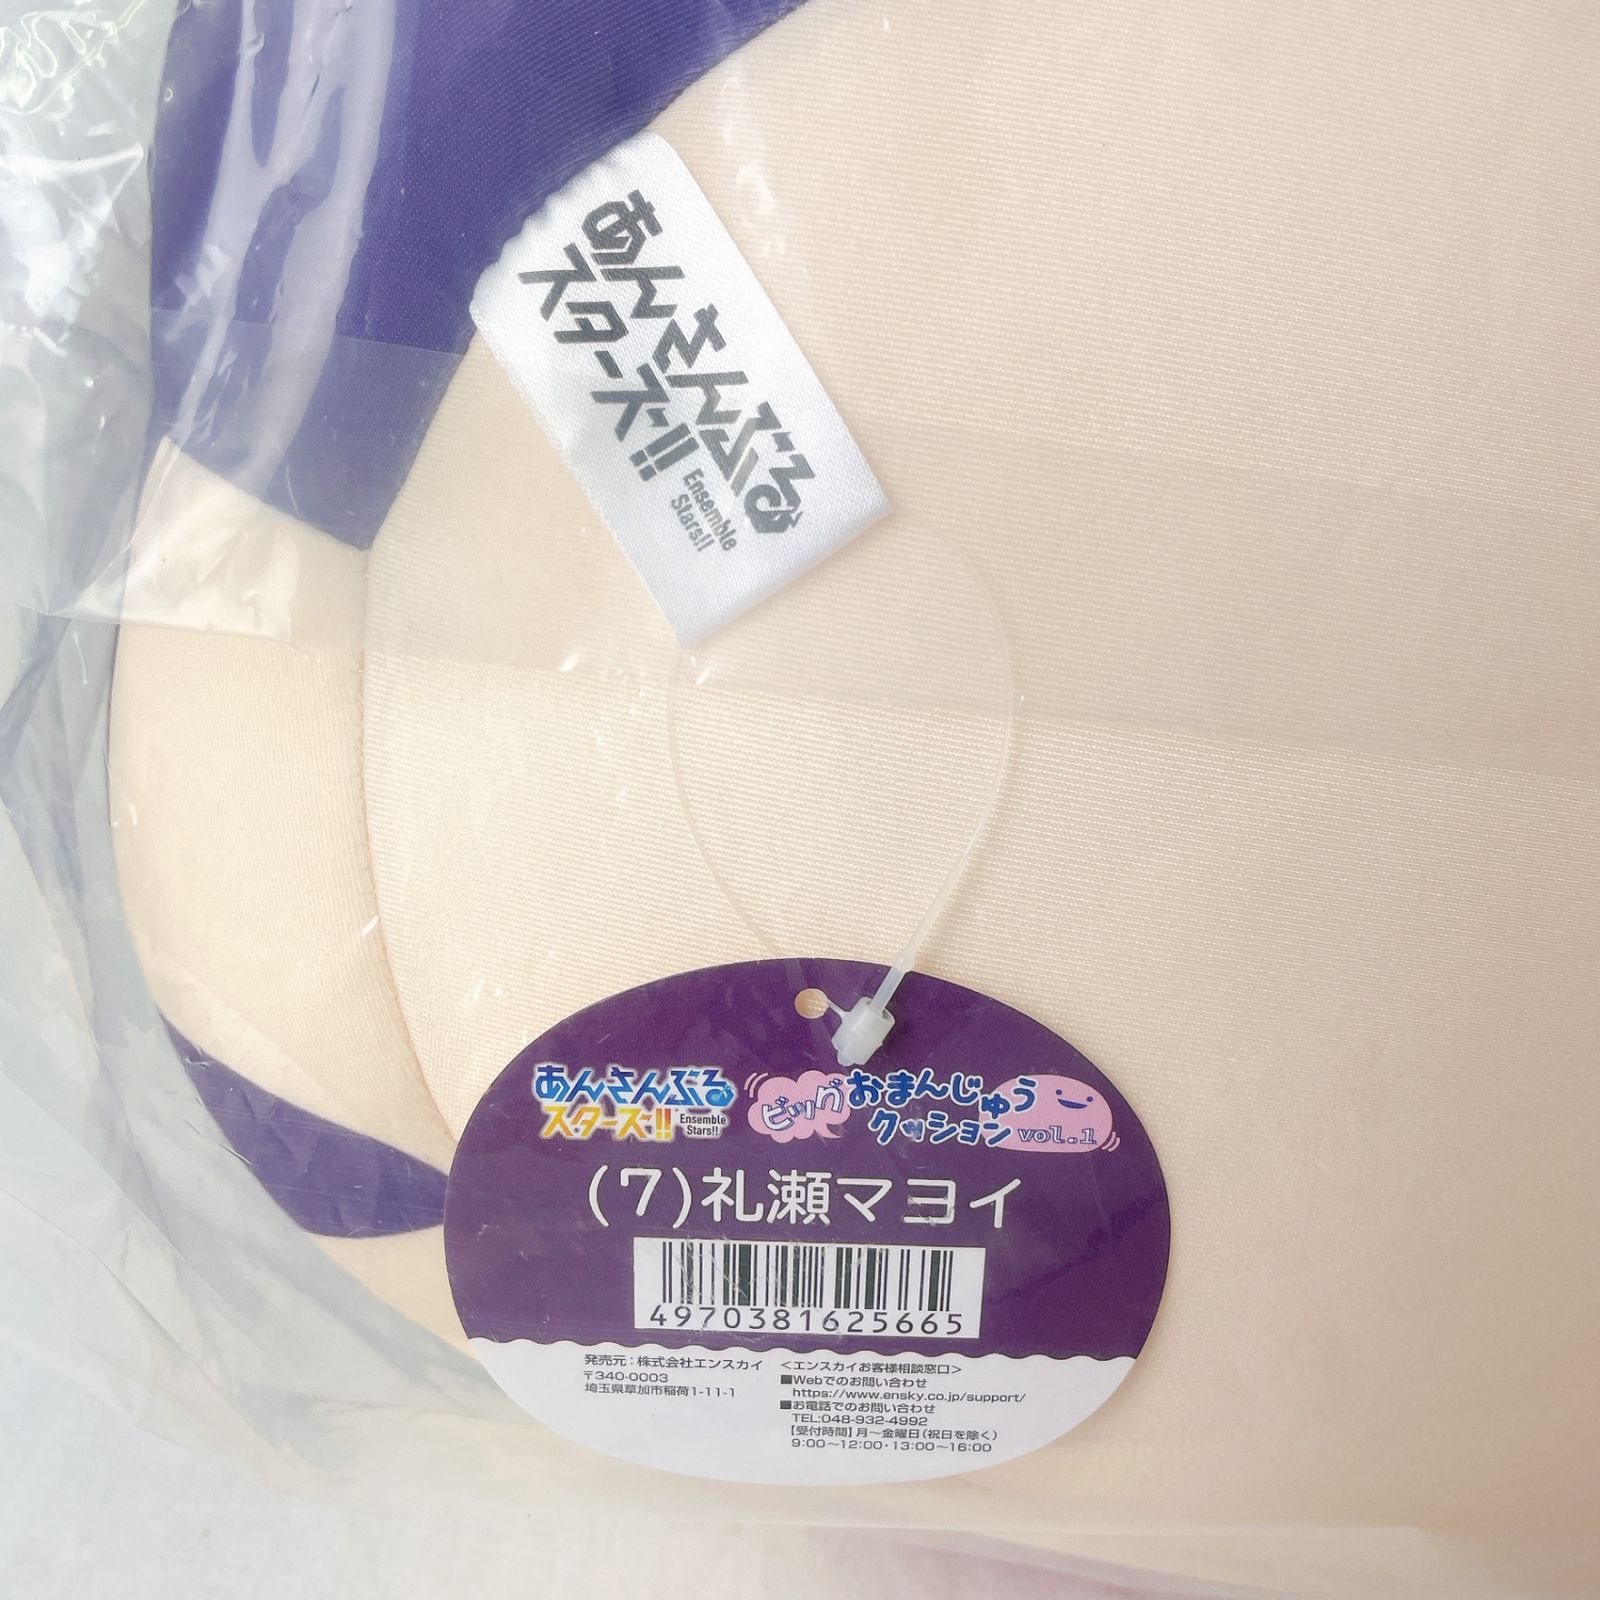 あんさんぶる
スターズ!!
Ensemble
Stars!!
あんさんぶる
スターズ!!
Ensemble
Stars!!
ビッグ
おまんじゅう
クッション vol.1
(7)礼瀬マヨイ
4970381625665
発売元：株式会社エンスカイ
〒340-0003
埼玉県草加市稲荷1-11-1
＜エンスカイお客様相談窓口＞
■Webでのお問い合わせ
https://www.ensky.co.jp/support/
■お電話でのお問い合わせ
TEL:048-932-4992
【受付時間】月～金曜日(祝日を除く)
9:00～12:00・13:00～16:00